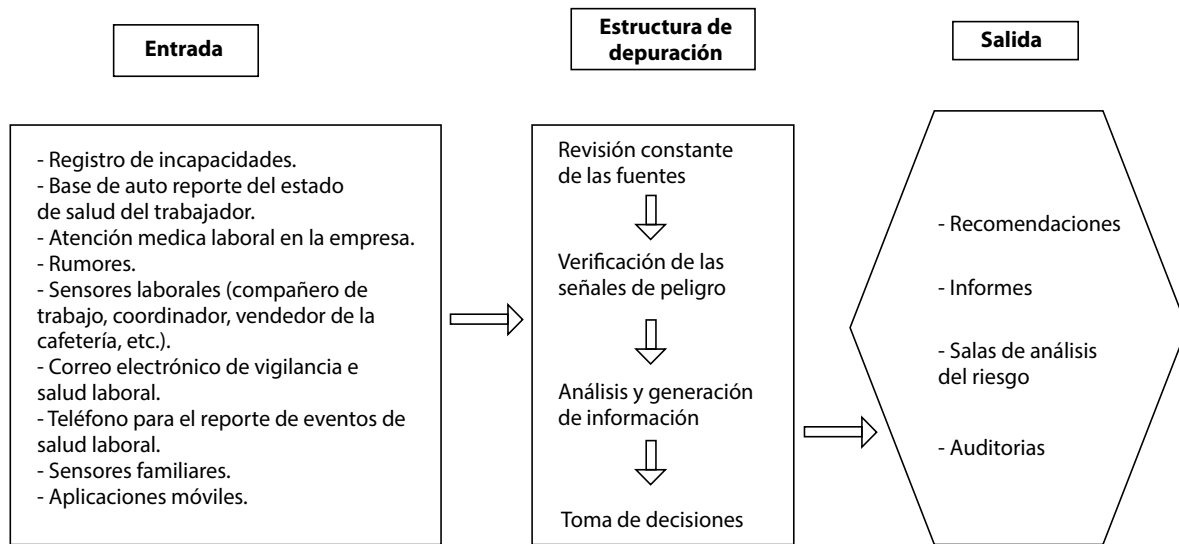 Entrada
- Registro de incapacidades.
- Base de auto reporte del estado
de salud del trabajador.
- Atención medica laboral en la empresa.
- Rumores.
- Sensores laborales (compañero de
trabajo, coordinador, vendedor de la
cafetería, etc.).
- Correo electrónico de vigilancia e
salud laboral.
- Teléfono para el reporte de eventos de
salud laboral.
- Sensores familiares.
- Aplicaciones móviles.
Estructura de
depuración
Revisión constante
de las fuentes
Verificación de las
señales de peligro
Análisis y generación
de información
Toma de decisiones
Salida
- Recomendaciones
- Informes
- Salas de análisis
del riesgo
- Auditorias